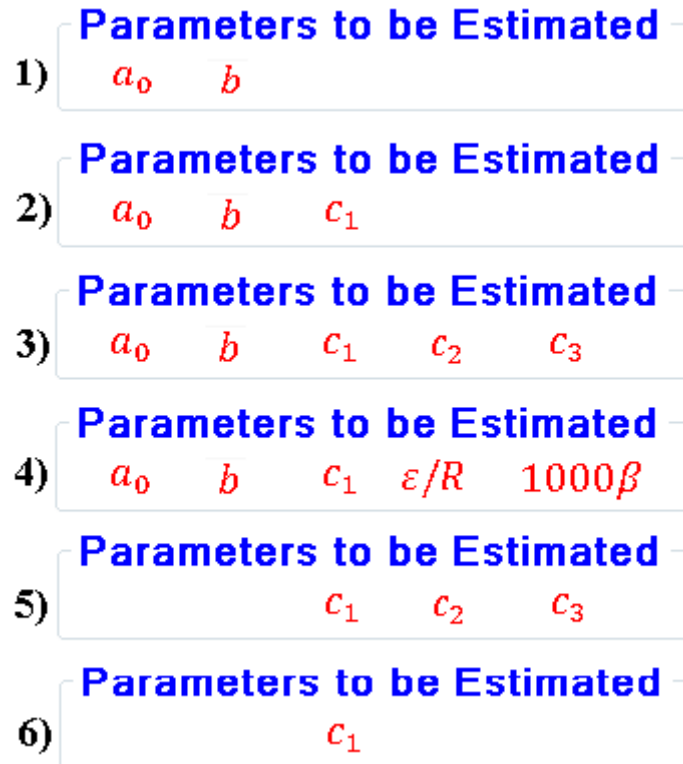 Parameters to be Estimated
1) a₀ b
Parameters to be Estimated
2) a₀ b c₁
Parameters to be Estimated
3) a₀ b c₁ c₂ c₃
Parameters to be Estimated
4) a₀ b c₁ ε/R 1000β
Parameters to be Estimated
5) c₁ c₂ c₃
Parameters to be Estimated
6) c₁